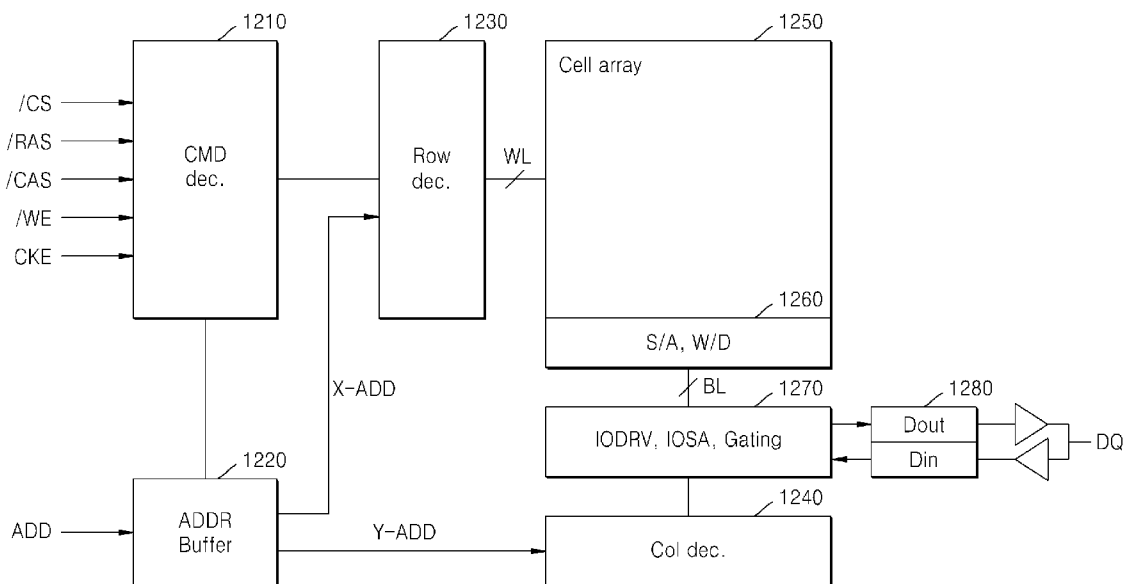 1210
1230
1250
/CS
/RAS
/CAS
/WE
CKE
CMD
dec.
Row
dec.
WL
Cell array
1260
S/A, W/D
X-ADD
BL
1270
1280
IODRV, IOSA, Gating
Dout
Din
DQ
1220
1240
ADD
ADDR
Buffer
Y-ADD
Col dec.